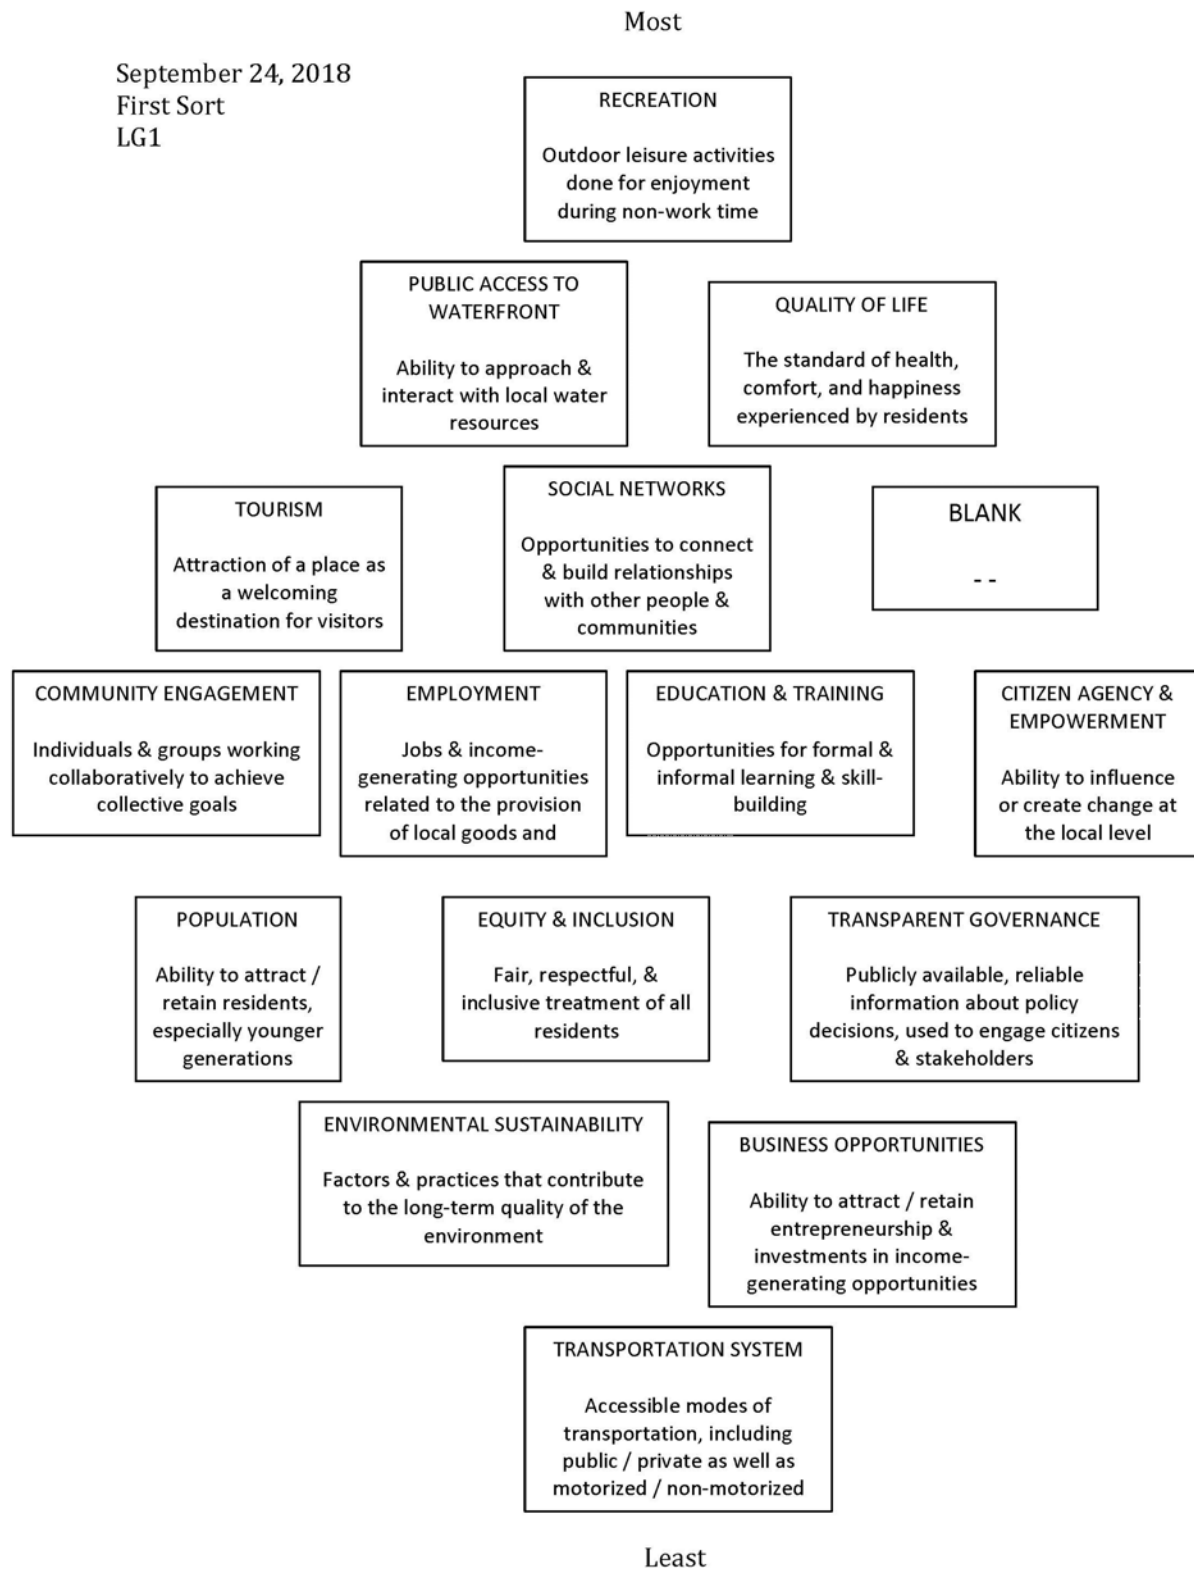 Most
September 24, 2018
First Sort
LG1
RECREATION
Outdoor leisure activities
done for enjoyment
during non-work time
PUBLIC ACCESS TO
WATERFRONT
Ability to approach &
interact with local water
resources
QUALITY OF LIFE
The standard of health,
comfort, and happiness
experienced by residents
TOURISM
Attraction of a place as
a welcoming
destination for visitors
SOCIAL NETWORKS
Opportunities to connect
& build relationships
with other people &
communities
BLANK
- -
COMMUNITY ENGAGEMENT
Individuals & groups working
collaboratively to achieve
collective goals
EMPLOYMENT
Jobs & income-
generating opportunities
related to the provision
of local goods and
EDUCATION & TRAINING
Opportunities for formal &
informal learning & skill-
building
CITIZEN AGENCY &
EMPOWERMENT
Ability to influence
or create change at
the local level
POPULATION
Ability to attract /
retain residents,
especially younger
generations
EQUITY & INCLUSION
Fair, respectful, &
inclusive treatment of all
residents
TRANSPARENT GOVERNANCE
Publicly available, reliable
information about policy
decisions, used to engage citizens
& stakeholders
ENVIRONMENTAL SUSTAINABILITY
Factors & practices that contribute
to the long-term quality of the
environment
BUSINESS OPPORTUNITIES
Ability to attract / retain
entrepreneurship &
investments in income-
generating opportunities
TRANSPORTATION SYSTEM
Accessible modes of
transportation, including
public / private as well as
motorized / non-motorized
Least